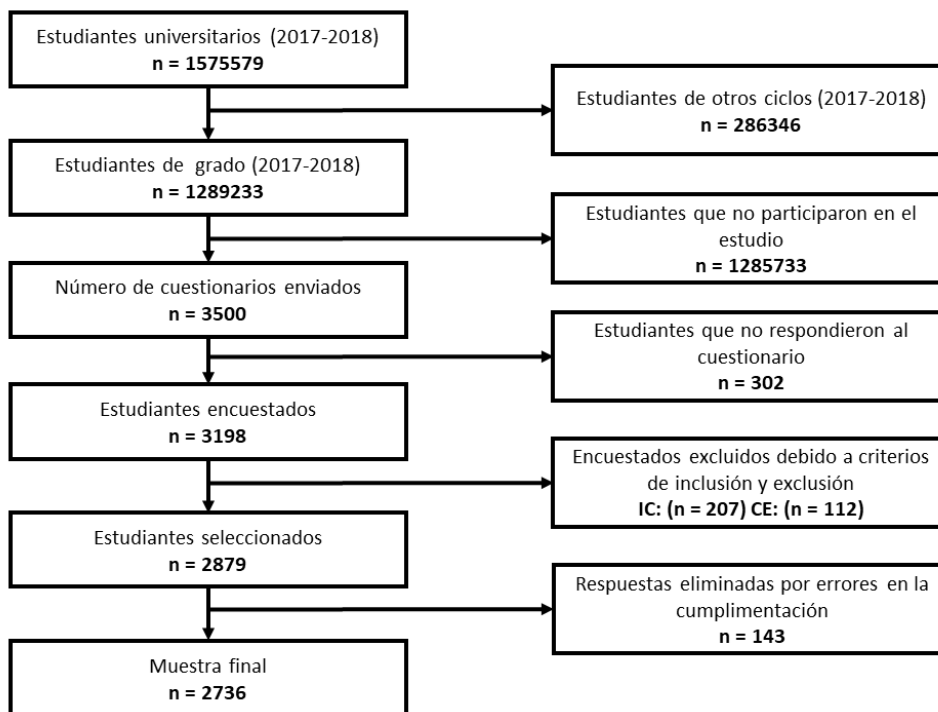 Estudiantes universitarios (2017-2018)
n = 1575579
Estudiantes de otros ciclos (2017-2018)
n = 286346
Estudiantes de grado (2017-2018)
n = 1289233
Estudiantes que no participaron en el
estudio
n = 1285733
Número de cuestionarios enviados
n = 3500
Estudiantes que no respondieron al
cuestionario
n = 302
Estudiantes encuestados
n = 3198
Encuestados excluidos debido a criterios
de inclusión y exclusión
IC: (n = 207) CE: (n = 112)
Estudiantes seleccionados
n = 2879
Respuestas eliminadas por errores en la
cumplimentación
n = 143
Muestra final
n = 2736